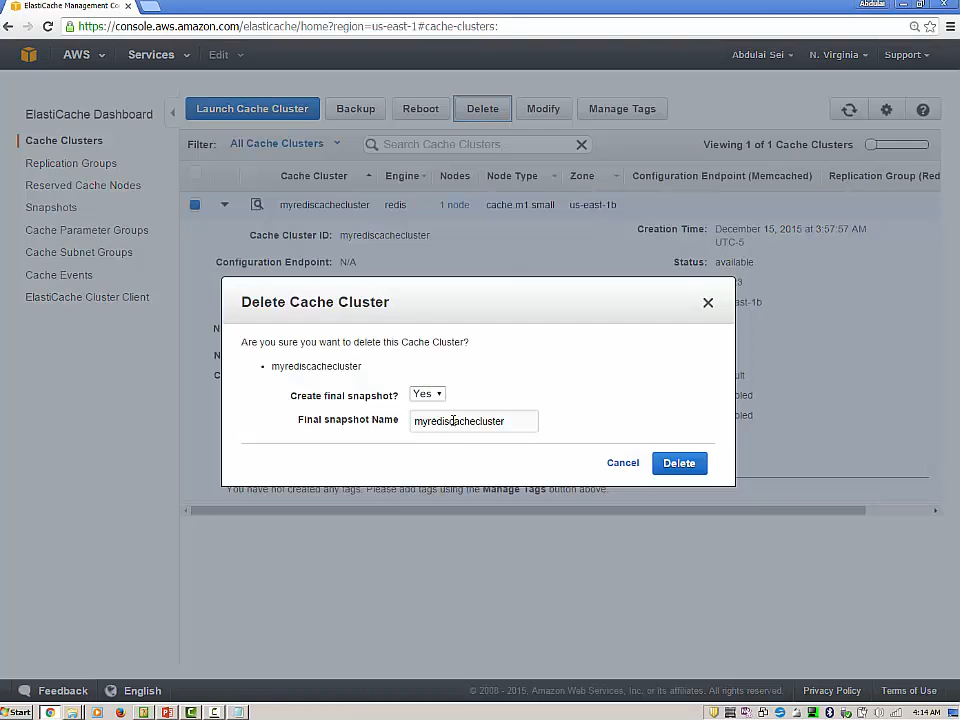 ElastiCache Management Co
Abdulai
https://console.aws.amazon.com/elasticache/home?region=us-east-1#cache-clusters:
AWS Services Edit Abdulai Sei N. Virginia Support
ElastiCache Dashboard
Cache Clusters
Replication Groups
Reserved Cache Nodes
Snapshots
Cache Parameter Groups
Cache Subnet Groups
Cache Events
ElastiCache Cluster Client
Launch Cache Cluster Backup Reboot Delete Modify Manage Tags
Filter: All Cache Clusters Search Cache Clusters Viewing 1 of 1 Cache Clusters
Cache Cluster Engine Nodes Node Type Zone Configuration Endpoint (Memcached) Replication Group (Red
myrediscachecluster redis 1 node cache.m1.small us-east-1b
Cache Cluster ID: myrediscachecluster
Creation Time: December 15, 2015 at 3:57:57 AM
UTC-5
Configuration Endpoint: N/A
Status: available
3
ast-1b
N
N
C
ult
bled
bled
Delete Cache Cluster
Are you sure you want to delete this Cache Cluster?
• myrediscachecluster
Create final snapshot? Yes
Final snapshot Name myrediscachecluster
Cancel Delete
You have not created any tags. Please add tags using the Manage Tags button above.
Feedback English © 2008 - 2015, Amazon Web Services, Inc. or its affiliates. All rights reserved. Privacy Policy Terms of Use
Start 4:14 AM